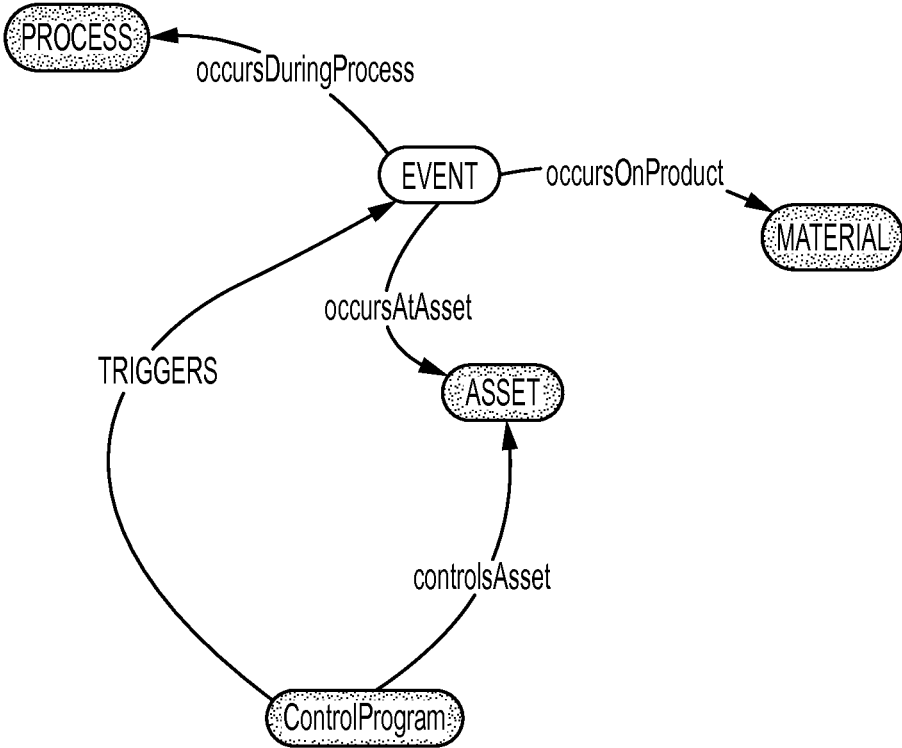 PROCESS
occursDuringProcess
EVENT
occursOnProduct
MATERIAL
occursAtAsset
TRIGGERS
ASSET
controlsAsset
ControlProgram